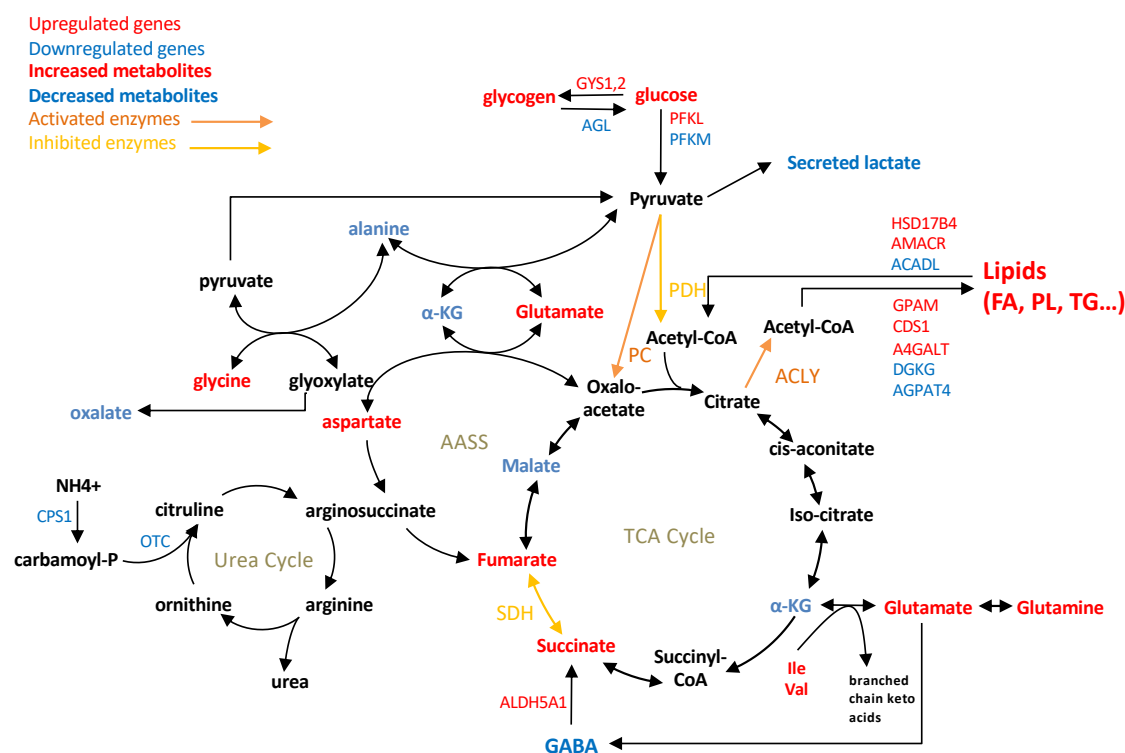 Upregulated genes
Downregulated genes
Increased metabolites
Decreased metabolites
Activated enzymes
Inhibited enzymes
glycogen
GYS1,2
glucose
AGL
PFKL
PFKM
Secreted lactate
Pyruvate
alanine
pyruvate
α-KG
Glutamate
PDH
PC
Acetyl-CoA
Acetyl-CoA
HSD17B4
AMACR
ACADL
Lipids
(FA, PL, TG...)
GPAM
CDS1
A4GALT
DGKG
AGPAT4
glycine
glyoxylate
oxalate
aspartate
Oxalo-
acetate
Citrate
ACLY
AASS
Malate
cis-aconitate
NH4+
CPS1
carbamoyl-P
OTC
citruline
arginosuccinate
Urea Cycle
TCA Cycle
Iso-citrate
Fumarate
ornithine
arginine
urea
SDH
Succinate
Succinyl-
CoA
α-KG
Glutamate
Glutamine
Ile
Val
branched
chain keto
acids
ALDH5A1
GABA